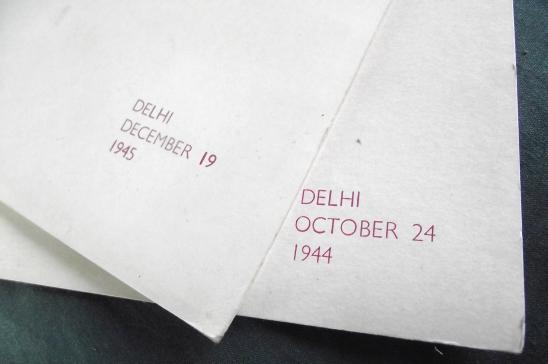 DELHI
DECEMBER 19
1945
DELHI
OCTOBER 24
1944